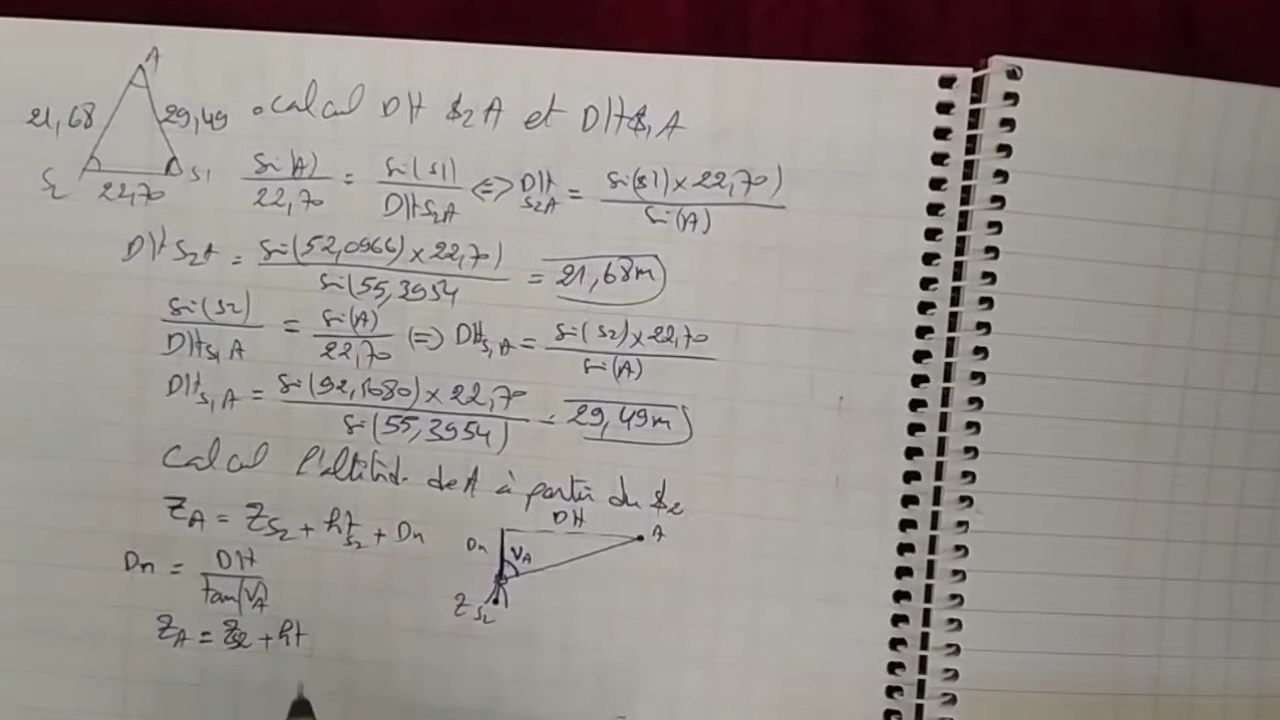 A
21,68 29,49 • Calcul DH S2A et DHS1A
S2 22,70 S1 sin(A)/22,70 = sin(S1)/DHS2A <=> DHS2A = sin(S1)×22,70)/sin(A)
DHS2A = sin(52,0966)×22,70)/sin(55,3954 = 21,68m
sin(S2)/DHS1A = sin(A)/22,70 (=) DHS1A = sin(S2)×22,70/sin(A)
DHS1A = sin(92,1080)×22,70/sin(55,3954) = 29,49m
Calcul l'altitude de A à partir du S2
ZA = ZS2 + htS2 + Dn
Dn = DH/tan(VA)
ZA = ZS2 + ht
DH
Dn VA A
ZS2